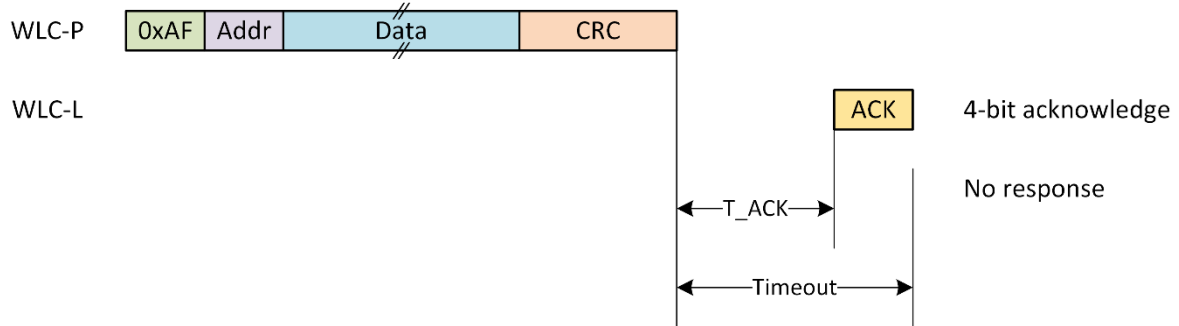 WLC-P 0xAF Addr Data CRC
WLC-L ACK 4-bit acknowledge
No response
T_ACK
Timeout